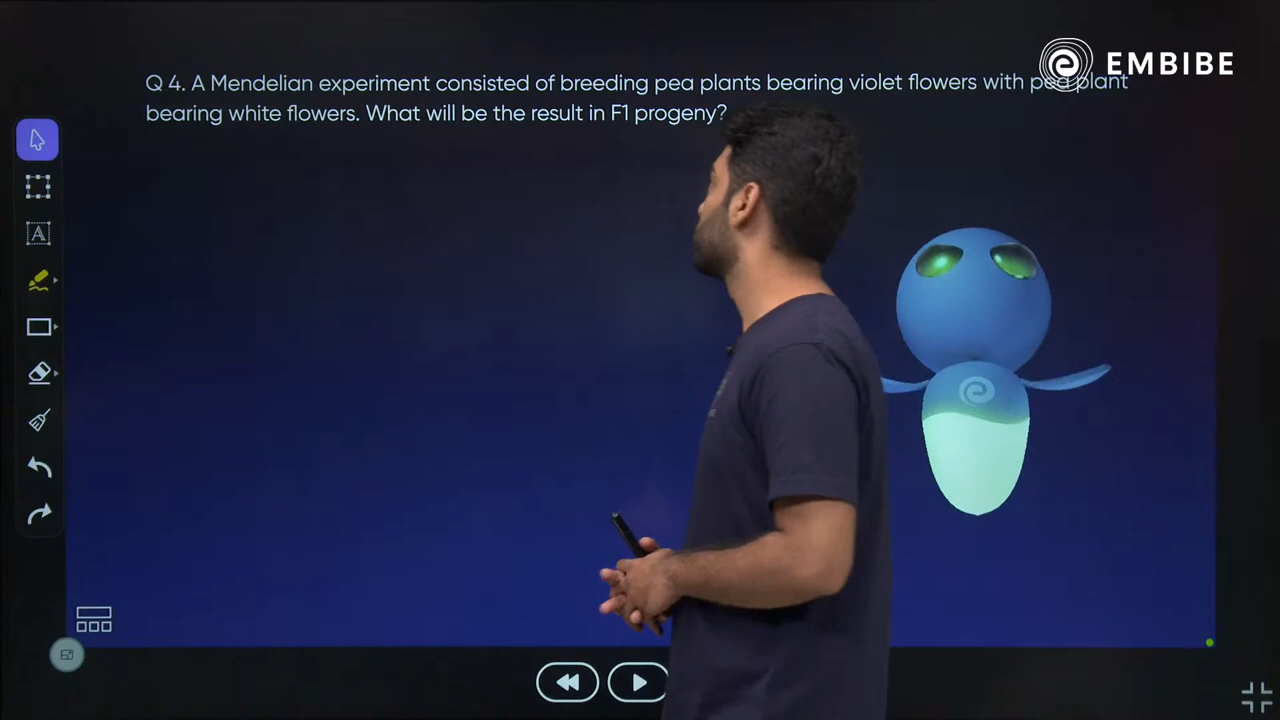 EMBIBE
Q 4. A Mendelian experiment consisted of breeding pea plants bearing violet flowers with pea plant
bearing white flowers. What will be the result in F1 progeny?
A